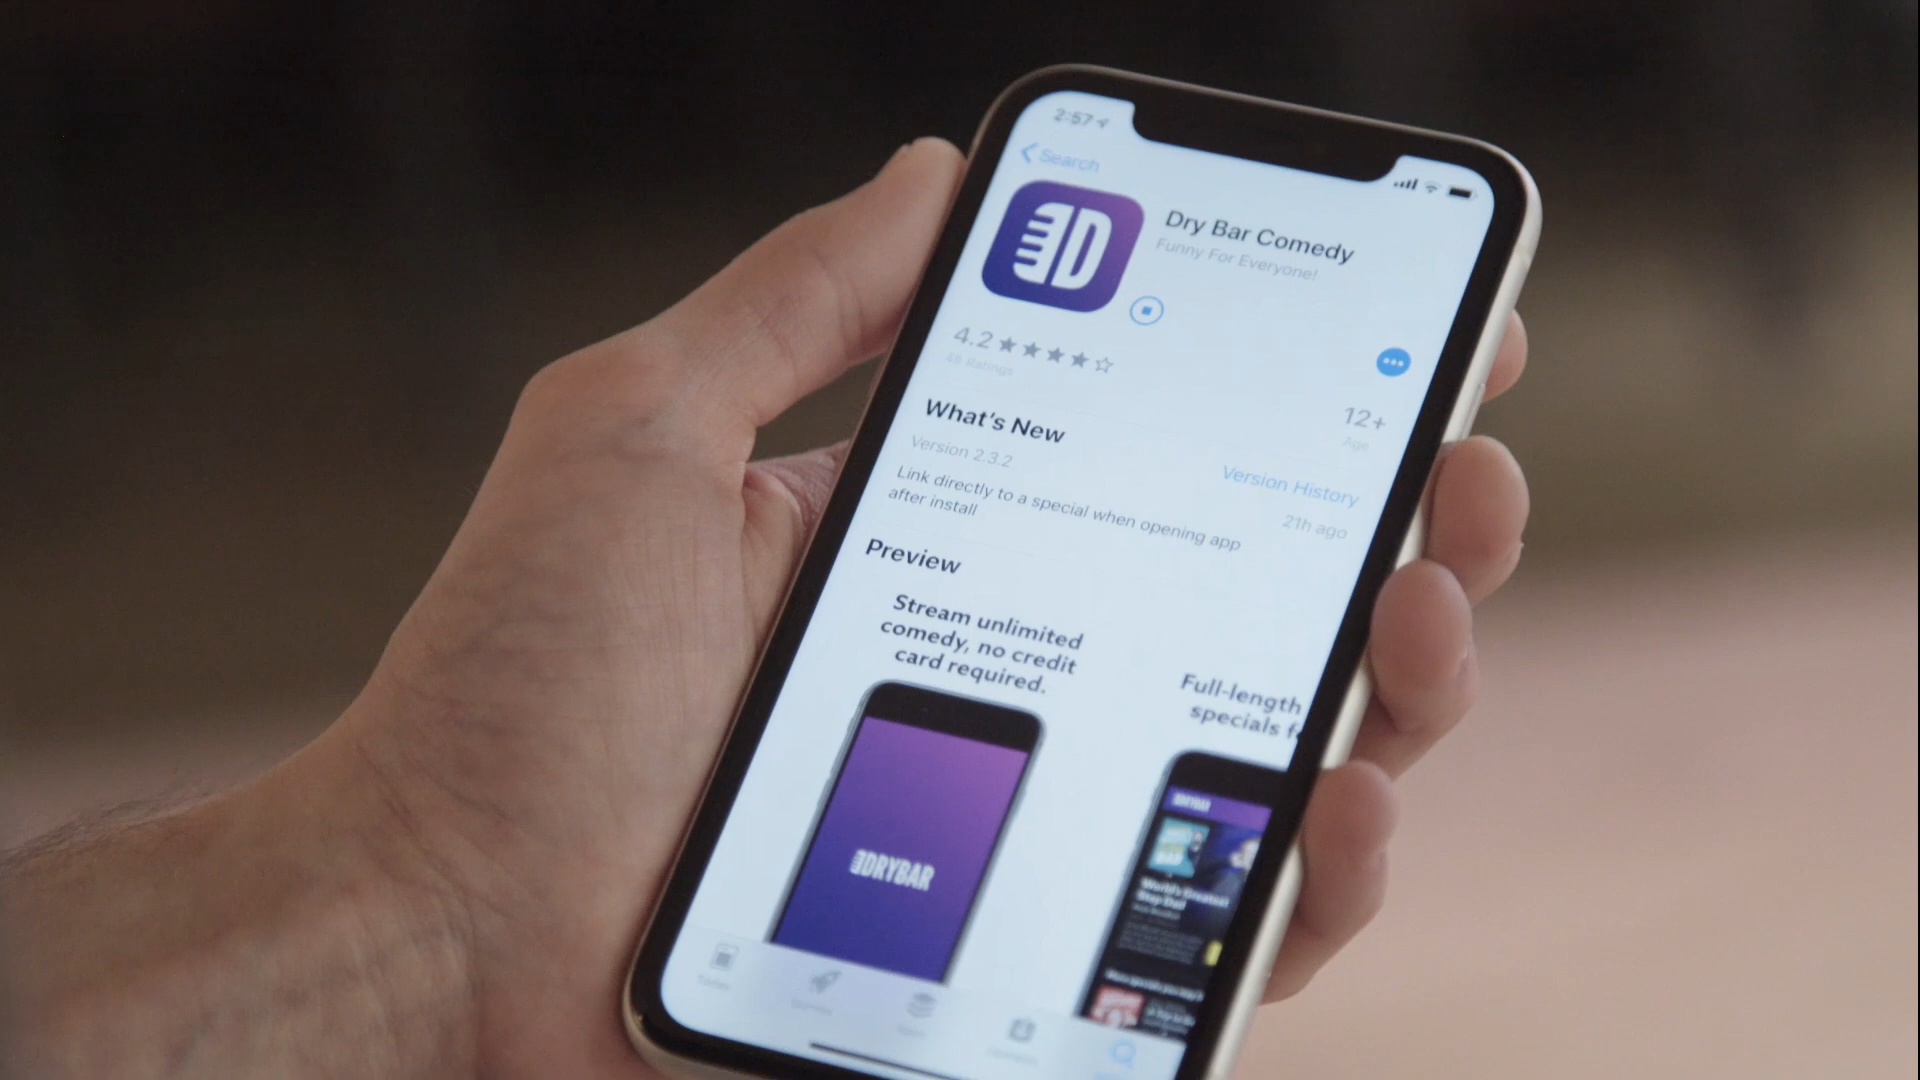 2:57
Search
Dry Bar Comedy
Funny For Everyone!
4.2
48 Ratings
12+
Age
What's New
Version History
Version 2.3.2
21h ago
Link directly to a special when opening app
after install
Preview
Stream unlimited
comedy, no credit
card required.
Full-length
specials f
DRYBAR
DRYBAR
World's Greatest
Step Dad